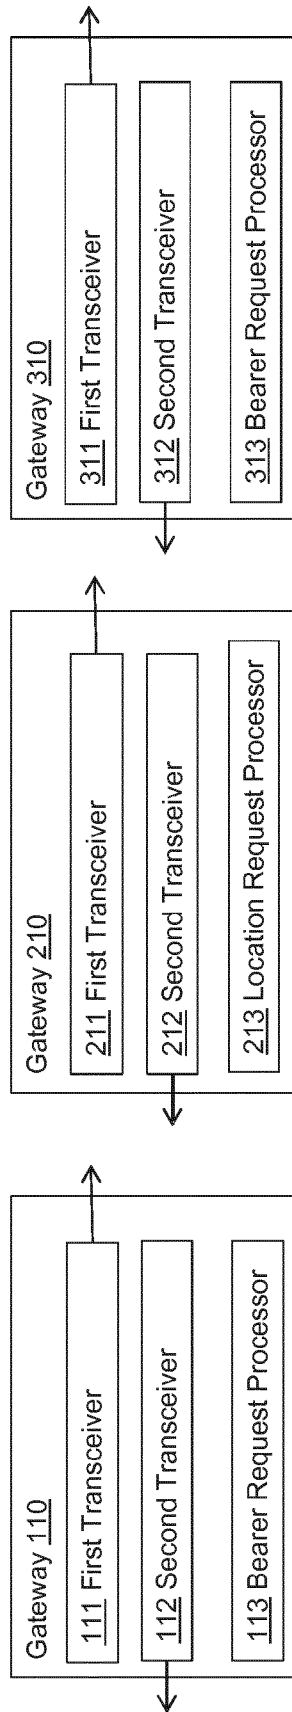 Gateway 110
111 First Transceiver
112 Second Transceiver
113 Bearer Request Processor
Gateway 210
211 First Transceiver
212 Second Transceiver
213 Location Request Processor
Gateway 310
311 First Transceiver
312 Second Transceiver
313 Bearer Request Processor